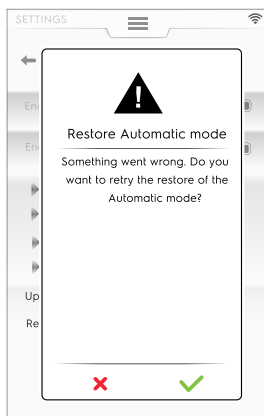 SETTINGS
Restore Automatic mode
Something went wrong. Do you
want to retry the restore of the
Automatic mode?
Up
Re